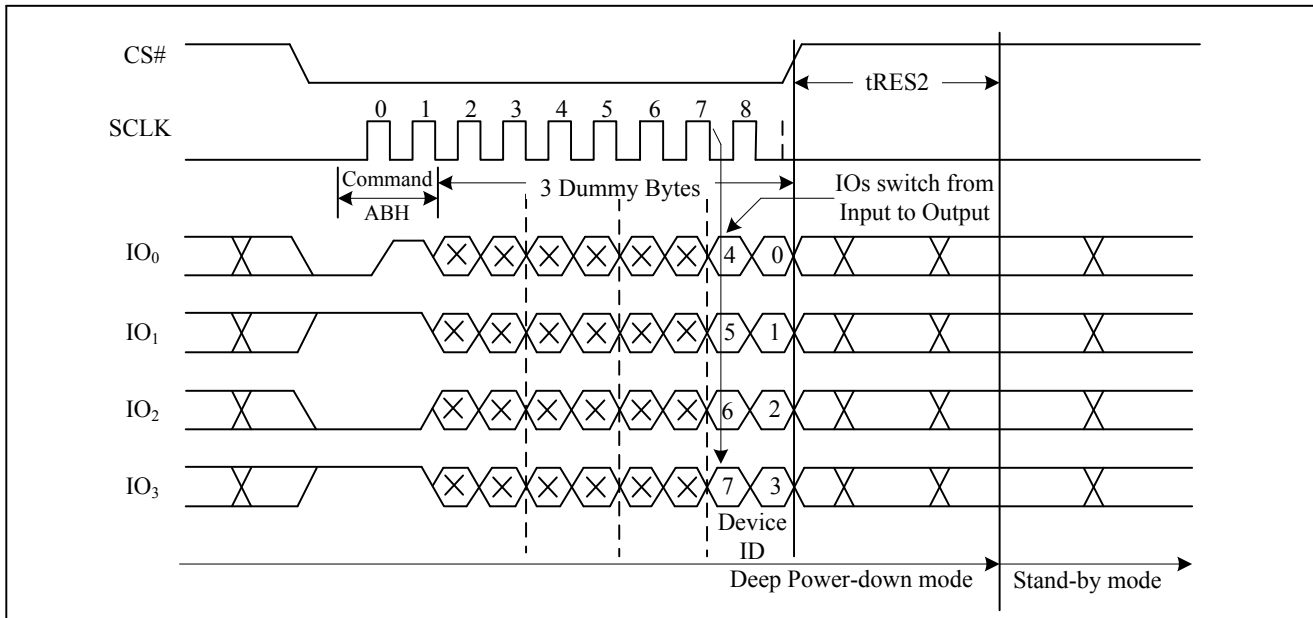 CS#
tRES2
0 1 2 3 4 5 6 7 8
SCLK
Command
ABH
3 Dummy Bytes
IOs switch from
Input to Output
IO0 4 0
IO1 5 1
IO2 6 2
IO3 7 3
Device
ID
Deep Power-down mode Stand-by mode